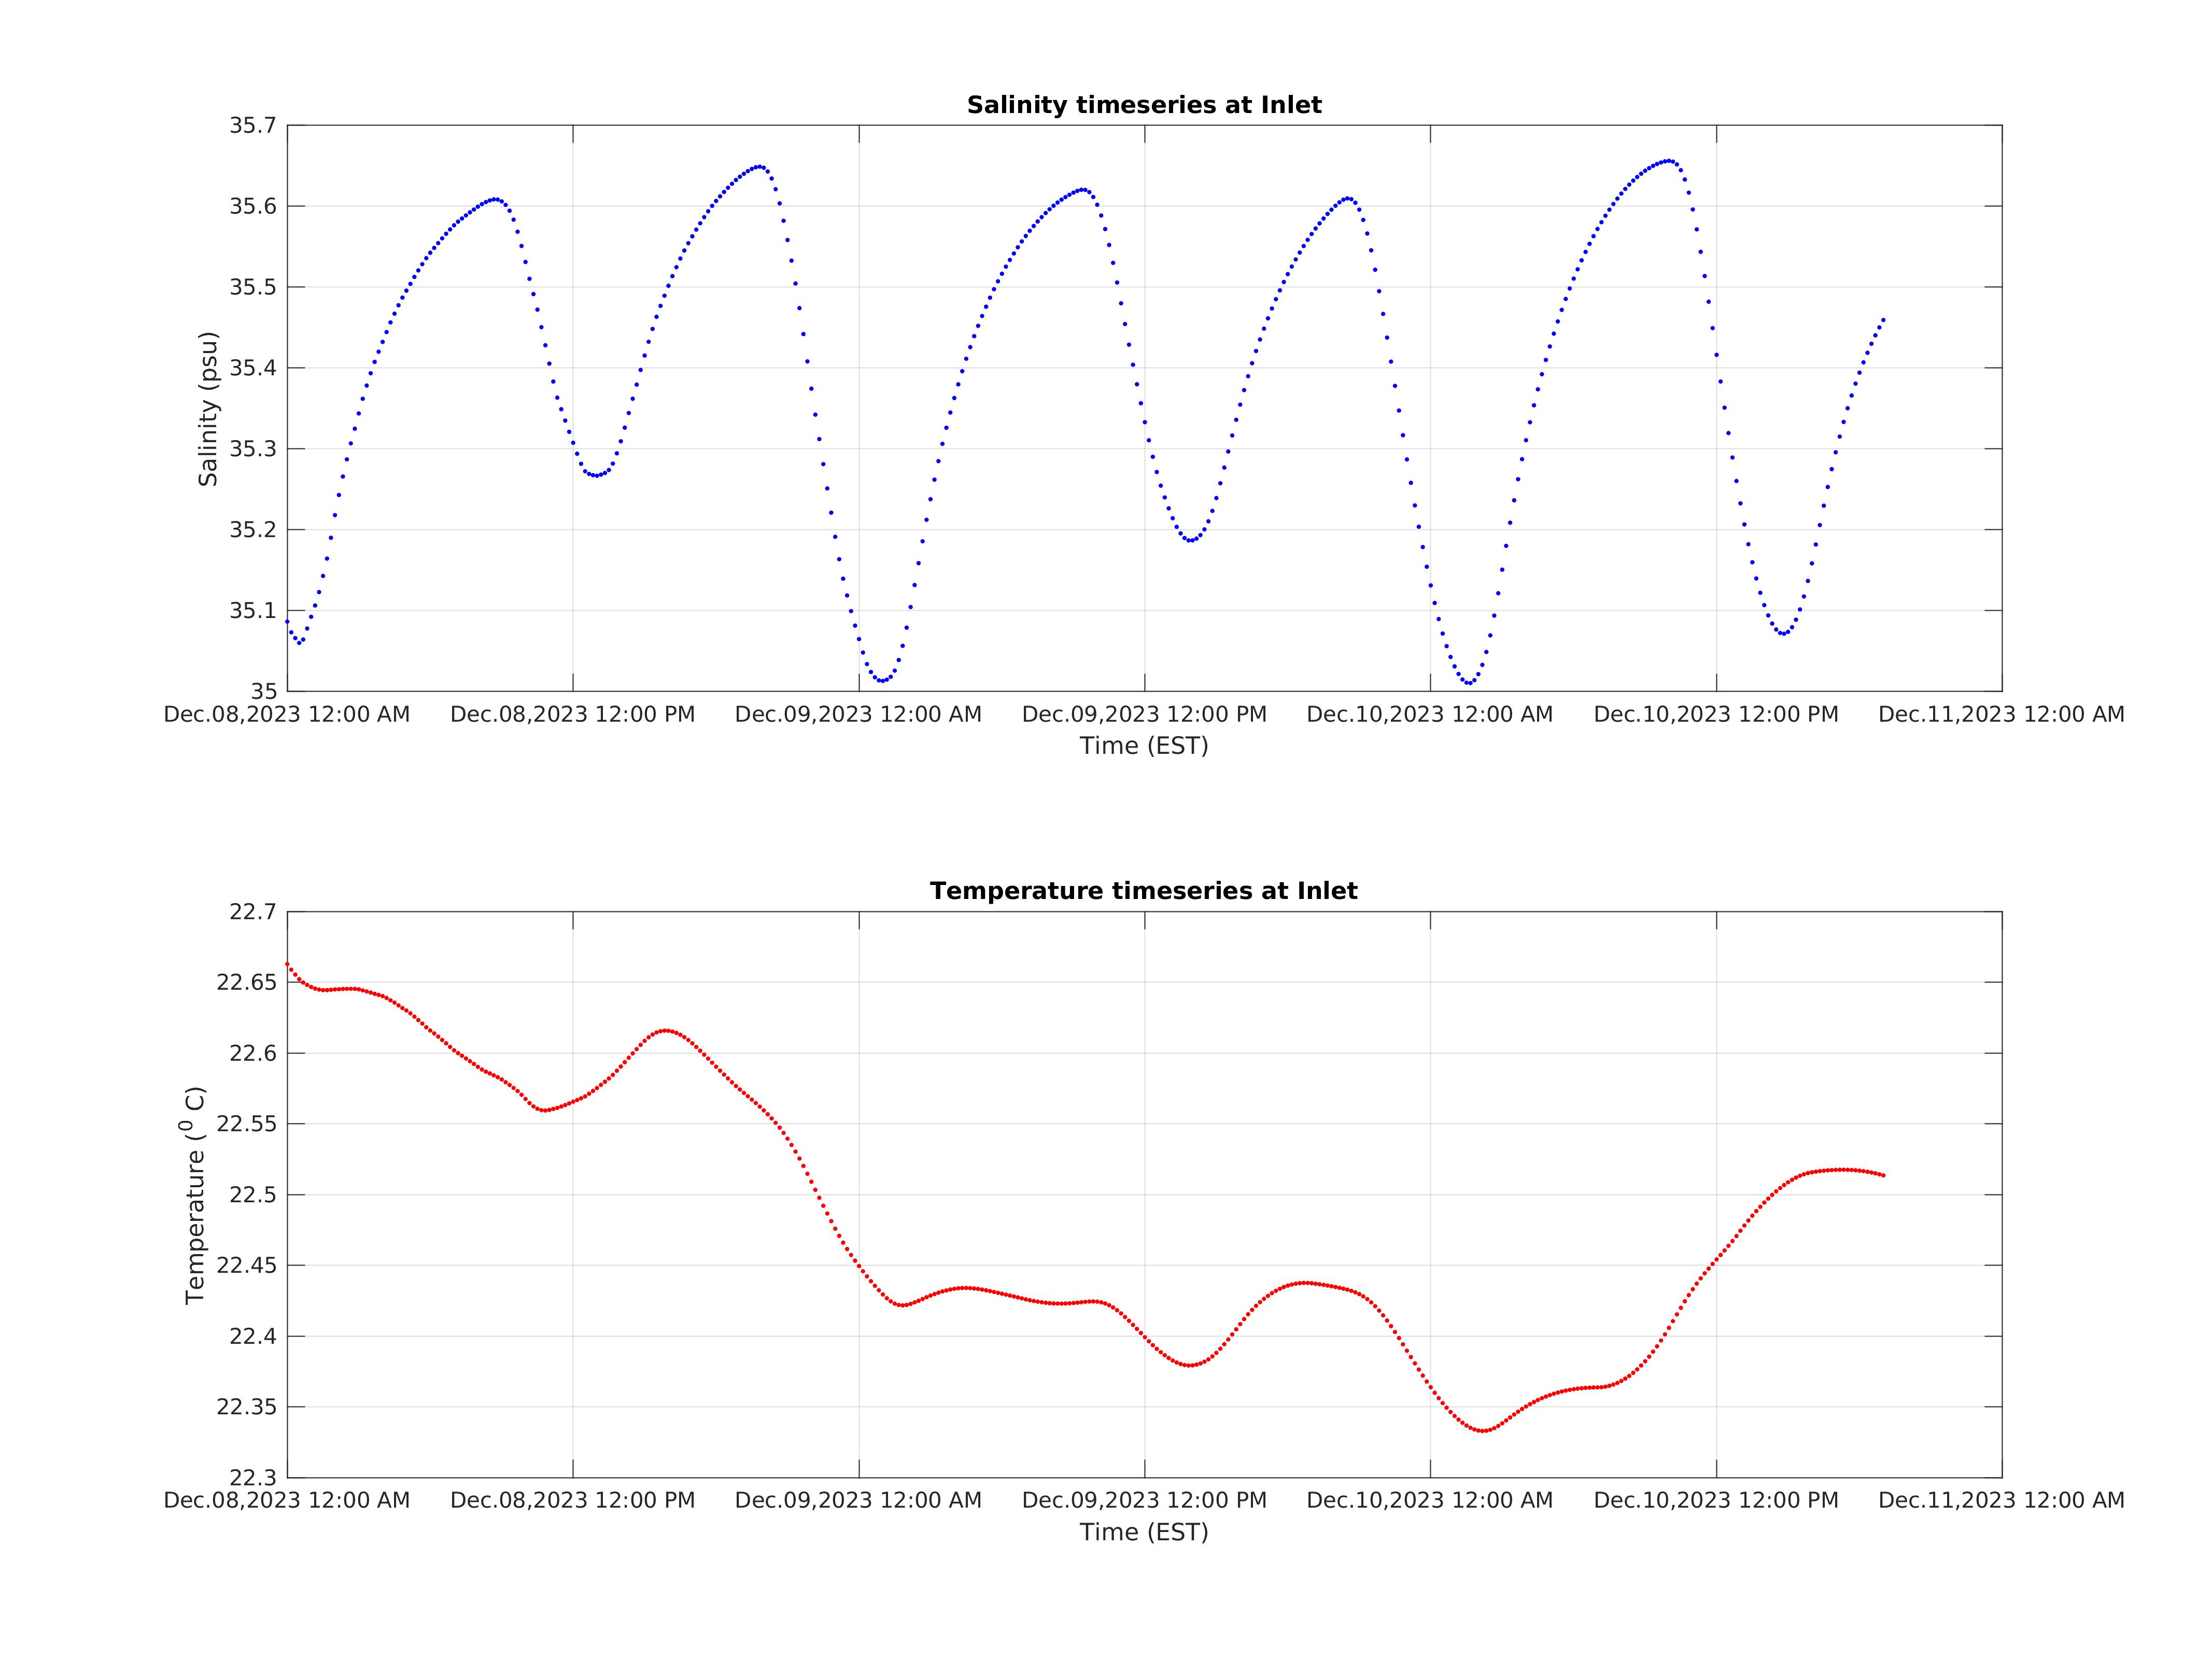 Salinity timeseries at Inlet
35.7
35.6
35.5
35.4
35.3
35.2
35.1
35
Salinity (psu)
Dec.08,2023 12:00 AM Dec.08,2023 12:00 PM Dec.09,2023 12:00 AM Dec.09,2023 12:00 PM Dec.10,2023 12:00 AM Dec.10,2023 12:00 PM Dec.11,2023 12:00 AM
Time (EST)
Temperature timeseries at Inlet
22.7
22.65
22.6
22.55
22.5
22.45
22.4
22.35
22.3
Temperature (⁰ C)
Dec.08,2023 12:00 AM Dec.08,2023 12:00 PM Dec.09,2023 12:00 AM Dec.09,2023 12:00 PM Dec.10,2023 12:00 AM Dec.10,2023 12:00 PM Dec.11,2023 12:00 AM
Time (EST)